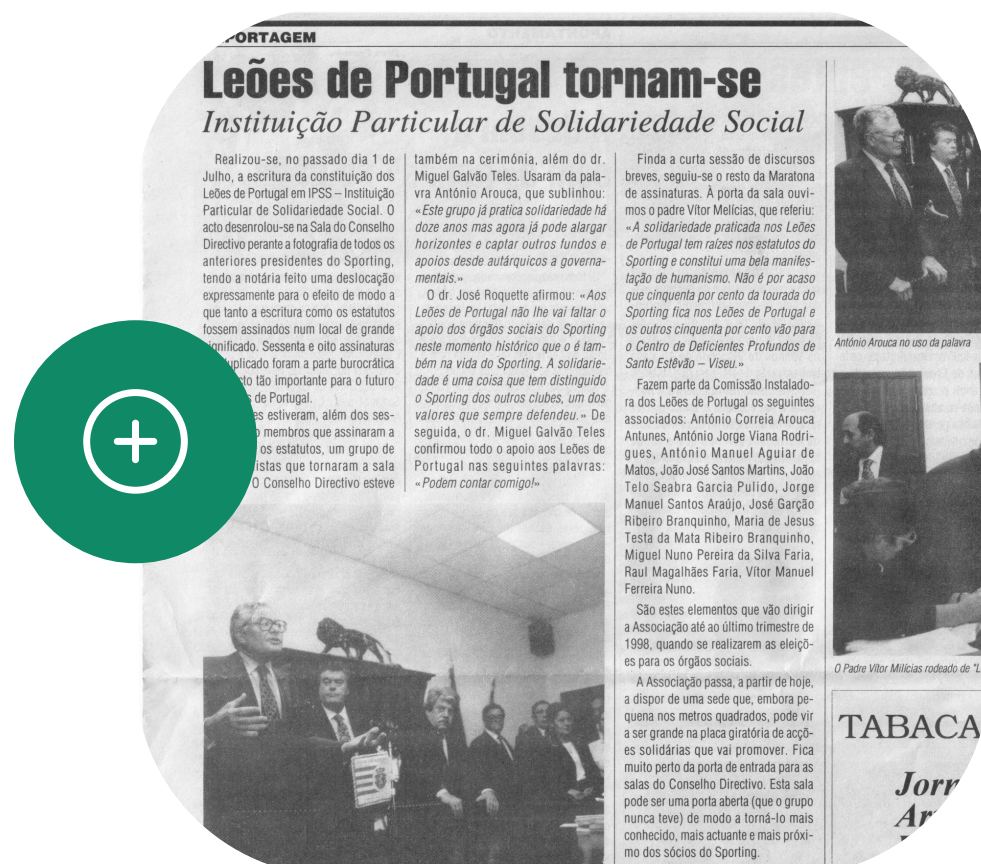 PORTAGEM
Leões de Portugal tornam-se
Instituição Particular de Solidariedade Social
Realizou-se, no passado dia 1 de
Julho, a escritura da constituição dos
Leões de Portugal em IPSS – Instituição
Particular de Solidariedade Social. O
acto desenrolou-se na Sala do Conselho
Directivo perante a fotografia de todos os
anteriores presidentes do Sporting,
tendo a notária feito uma deslocação
expressamente para o efeito de modo a
que tanto a escritura como os estatutos
fossem assinados num local de grande
significado. Sessenta e oito assinaturas
uplicado foram a parte burocrática
to tão importante para o futuro
s de Portugal.
es estiveram, além dos ses-
o membros que assinaram a
os estatutos, um grupo de
istas que tornaram a sala
O Conselho Directivo esteve
também na cerimónia, além do dr.
Miguel Galvão Teles. Usaram da pala-
vra António Arouca, que sublinhou:
«Este grupo já pratica solidariedade há
doze anos mas agora já pode alargar
horizontes e captar outros fundos e
apoios desde autárquicos a governa-
mentais.»
O dr. José Roquette afirmou: «Aos
Leões de Portugal não lhe vai faltar o
apoio dos órgãos sociais do Sporting
neste momento histórico que o é tam-
bém na vida do Sporting. A solidarie-
dade é uma coisa que tem distinguido
o Sporting dos outros clubes, um dos
valores que sempre defendeu.» De
seguida, o dr. Miguel Galvão Teles
confirmou todo o apoio aos Leões de
Portugal nas seguintes palavras:
«Podem contar comigo!»
Finda a curta sessão de discursos
breves, seguiu-se o resto da Maratona
de assinaturas. À porta da sala ouvi-
mos o padre Vítor Melícias, que referiu:
«A solidariedade praticada nos Leões
de Portugal tem raízes nos estatutos do
Sporting e constitui uma bela manifes-
tação de humanismo. Não é por acaso
que cinquenta por cento da tourada do
Sporting fica nos Leões de Portugal e
os outros cinquenta por cento vão para
o Centro de Deficientes Profundos de
Santo Estêvão – Viseu.»
Fazem parte da Comissão Instalado-
ra dos Leões de Portugal os seguintes
associados: António Correia Arouca
Antunes, António Jorge Viana Rodri-
gues, António Manuel Aguiar de
Matos, João José Santos Martins, João
Telo Seabra Garcia Pulido, Jorge
Manuel Santos Araújo, José Garção
Ribeiro Branquinho, Maria de Jesus
Testa da Mata Ribeiro Branquinho,
Miguel Nuno Pereira da Silva Faria,
Raul Magalhães Faria, Vítor Manuel
Ferreira Nuno.
São estes elementos que vão dirigir
a Associação até ao último trimestre de
1998, quando se realizarem as eleiçõ-
es para os órgãos sociais.
A Associação passa, a partir de hoje,
a dispor de uma sede que, embora pe-
quena nos metros quadrados, pode vir
a ser grande na placa giratória de acçõ-
es solidárias que vai promover. Fica
muito perto da porta de entrada para as
salas do Conselho Directivo. Esta sala
pode ser uma porta aberta (que o grupo
nunca teve) de modo a torná-lo mais
conhecido, mais actuante e mais próxi-
mo dos sócios do Sporting.
António Arouca no uso da palavra
O Padre Vítor Milícias rodeado de "L
TABACA
Jorn
Ar